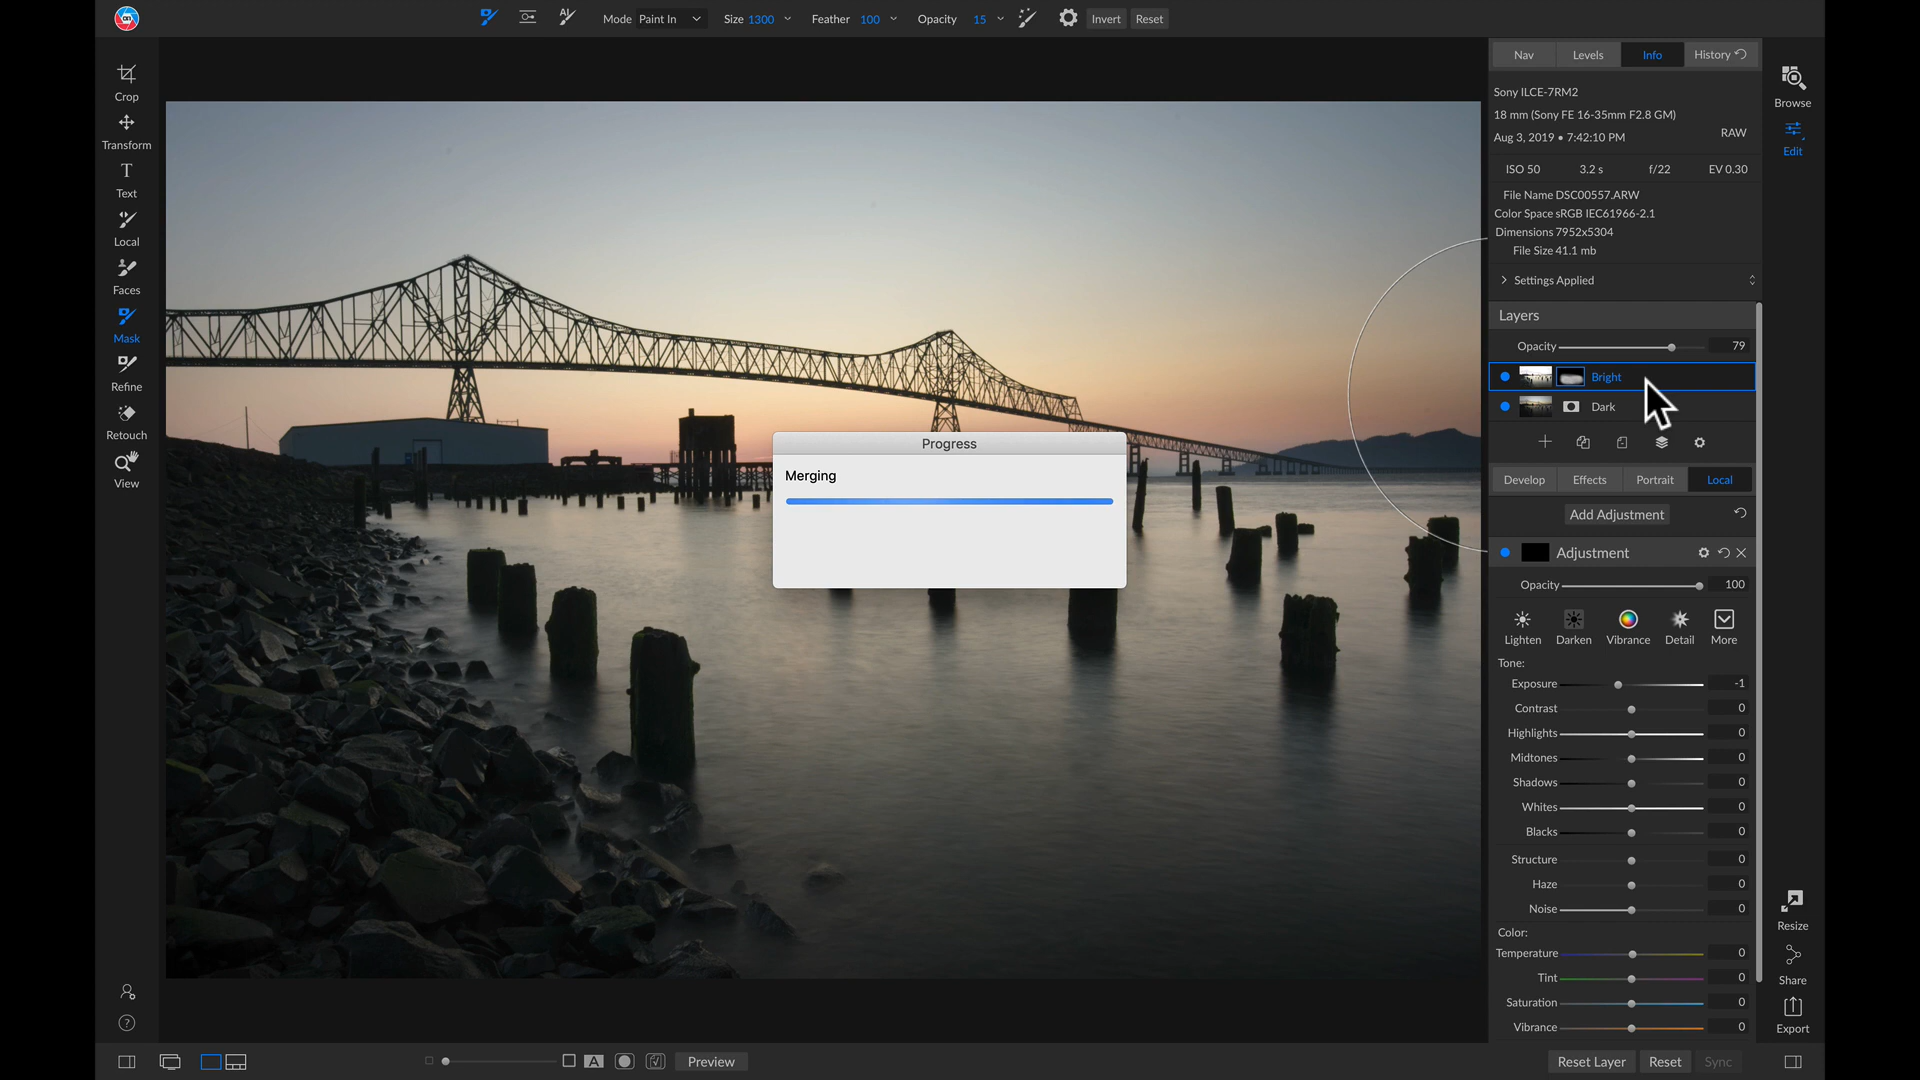 Mode Paint In Size 1300 Feather 100 Opacity 15 Invert Reset
Crop
Transform
Text
Local
Faces
Mask
Refine
Retouch
View
Progress
Merging
Nav Levels Info History
Sony ILCE-7RM2
18 mm (Sony FE 16-35mm F2.8 GM)
Aug 3, 2019 • 7:42:10 PM RAW
ISO 50 3.2 s f/22 EV 0.30
File Name DSC00557.ARW
Color Space sRGB IEC61966-2.1
Dimensions 7952x5304
File Size 41.1 mb
Settings Applied
Layers
Opacity 79
Bright
Dark
Develop Effects Portrait Local
Add Adjustment
Adjustment
Opacity 100
Lighten Darken Vibrance Detail More
Tone:
Exposure -1
Contrast 0
Highlights 0
Midtones 0
Shadows 0
Whites 0
Blacks 0
Structure 0
Haze 0
Noise 0
Color:
Temperature 0
Tint 0
Saturation 0
Vibrance 0
Browse
Edit
Resize
Share
Export
? A Preview Reset Layer Reset Sync